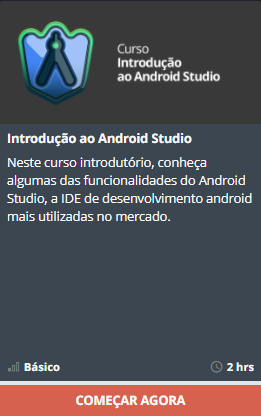 Curso
Introdução
ao Android Studio
Introdução ao Android Studio
Neste curso introdutório, conheça
algumas das funcionalidades do Android
Studio, a IDE de desenvolvimento android
mais utilizadas no mercado.
Básico
2 hrs
COMEÇAR AGORA